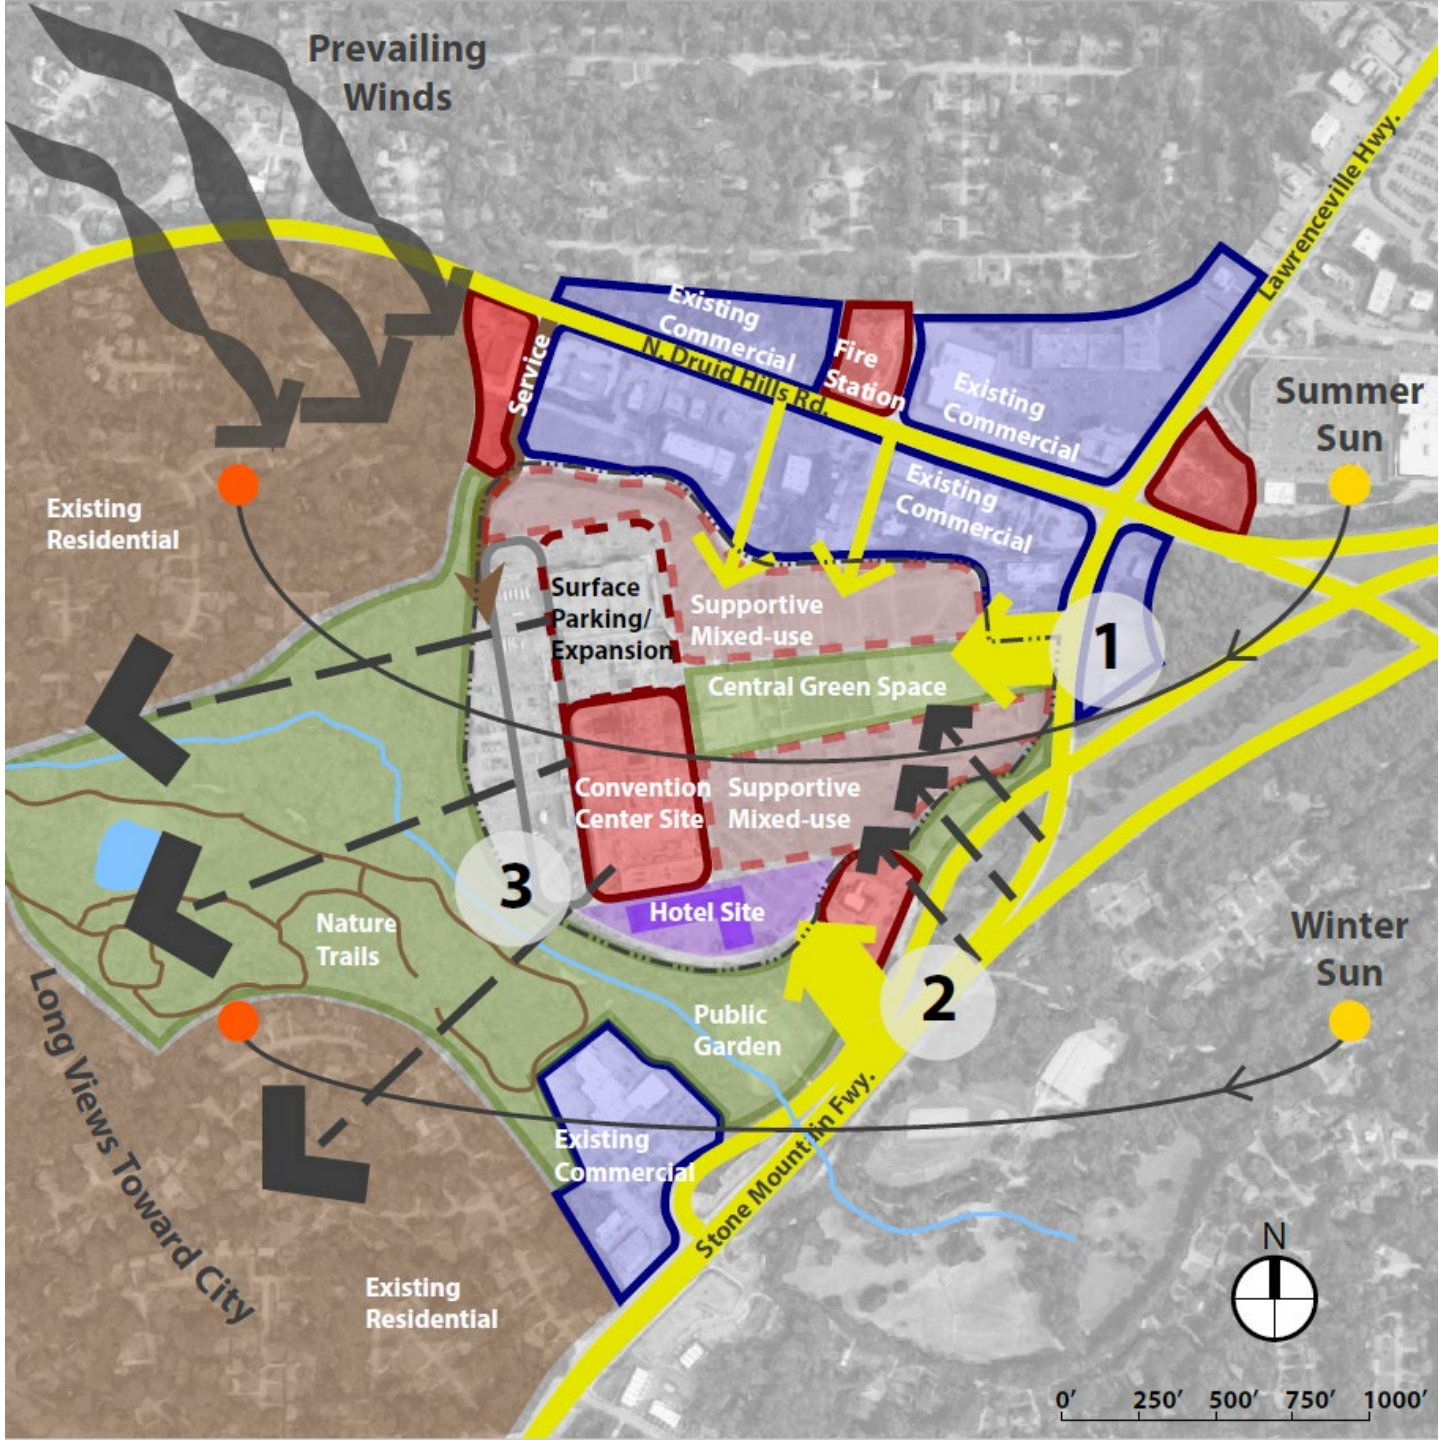 Prevailing
Winds
Lawrenceville Hwy.
Existing
Commercial
N. Druid Hills Rd.
Fire
Station
Service
Existing
Commercial
Summer
Sun
Existing
Commercial
Existing
Residential
Surface
Parking/
Expansion
Supportive
Mixed-use
1
Central Green Space
Convention
Center Site
Supportive
Mixed-use
3
Hotel Site
Nature
Trails
2
Winter
Sun
Public
Garden
Long Views Toward City
Existing
Commercial
Stone Mountain Fwy.
Existing
Residential
N
0' 250' 500' 750' 1000'